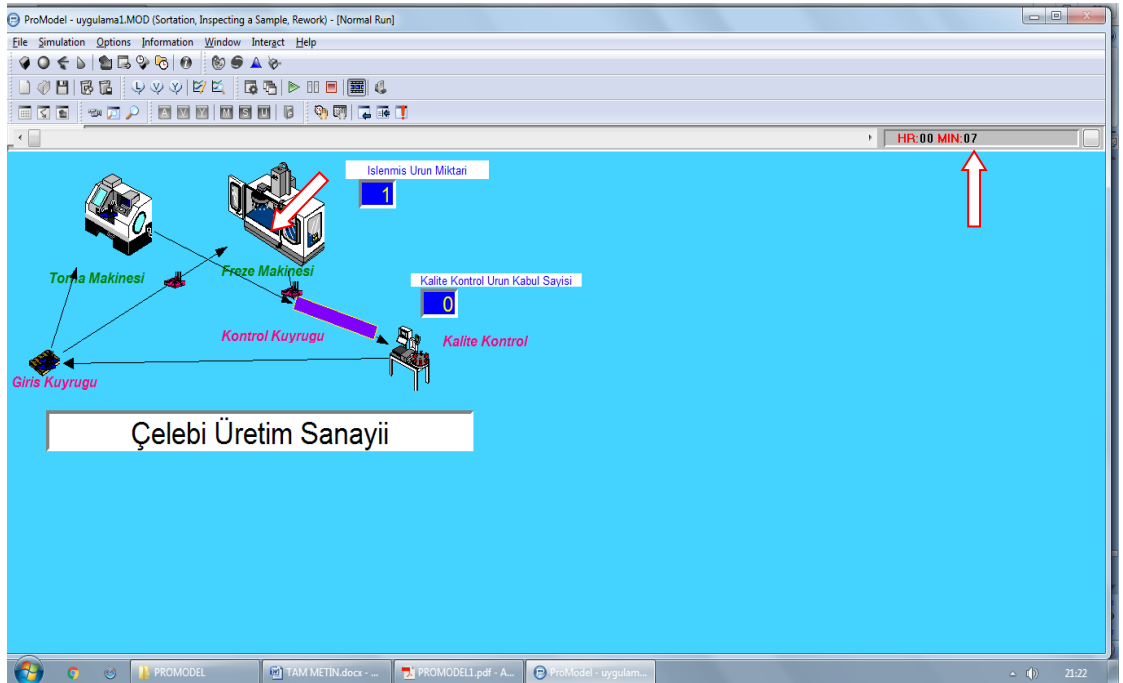 ProModel - uygulama1.MOD (Sortation, Inspecting a Sample, Rework) - [Normal Run]
File Simulation Options Information Window Interact Help
HR:00 MIN:07
Islenmis Urun Miktari
1
Torna Makinesi
Freze Makinesi
Kalite Kontrol Urun Kabul Sayisi
0
Kontrol Kuyrugu
Kalite Kontrol
Giris Kuyrugu
Çelebi Üretim Sanayii
PROMODEL
TAM METİN.docx - ...
PROMODEL1.pdf - A...
ProModel - uygulam...
21:22